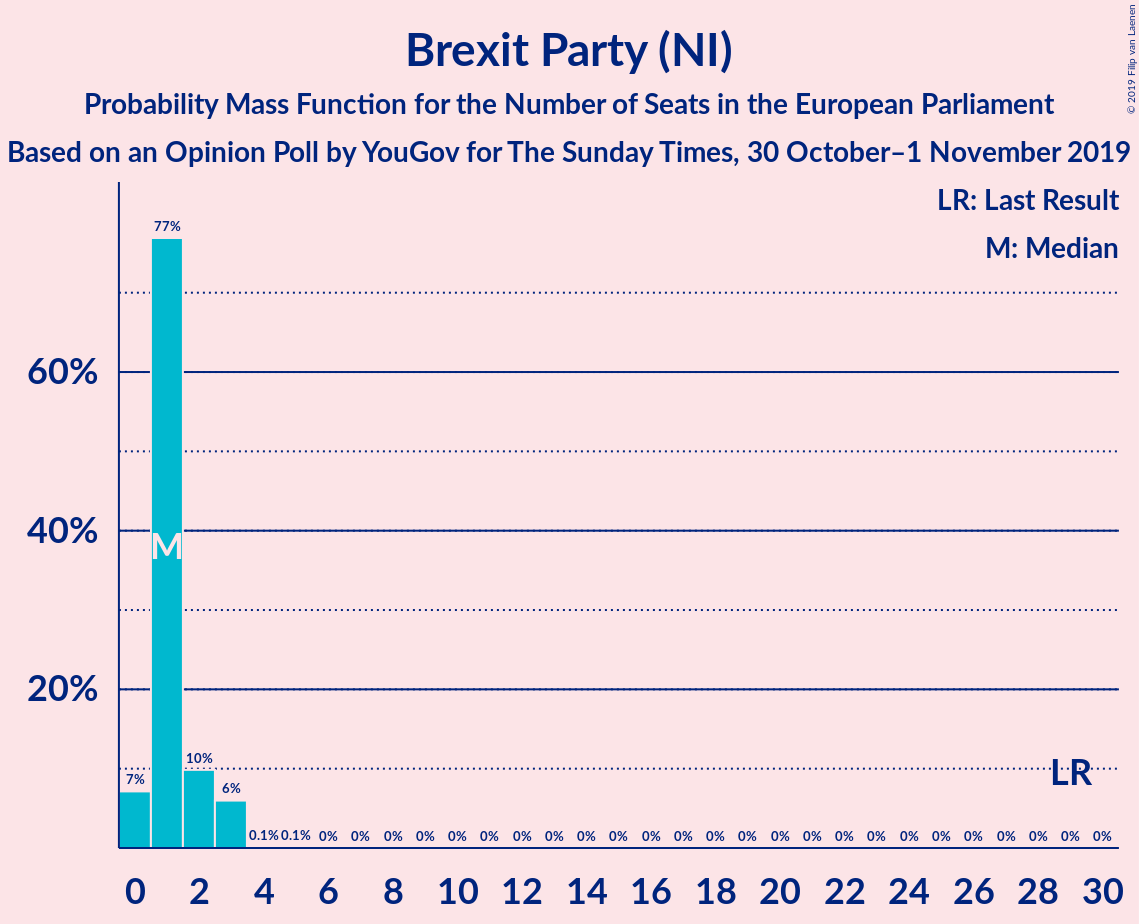 © 2019 Filip van Laenen
Brexit Party (NI)
Probability Mass Function for the Number of Seats in the European Parliament
Based on an Opinion Poll by YouGov for The Sunday Times, 30 October–1 November 2019
LR: Last Result
M: Median
77%
60%
40%
M
20%
10%
7%
6%
LR
0.1% 0.1% 0% 0% 0% 0% 0% 0% 0% 0% 0% 0% 0% 0% 0% 0% 0% 0% 0% 0% 0% 0% 0% 0% 0% 0% 0%
0 2 4 6 8 10 12 14 16 18 20 22 24 26 28 30